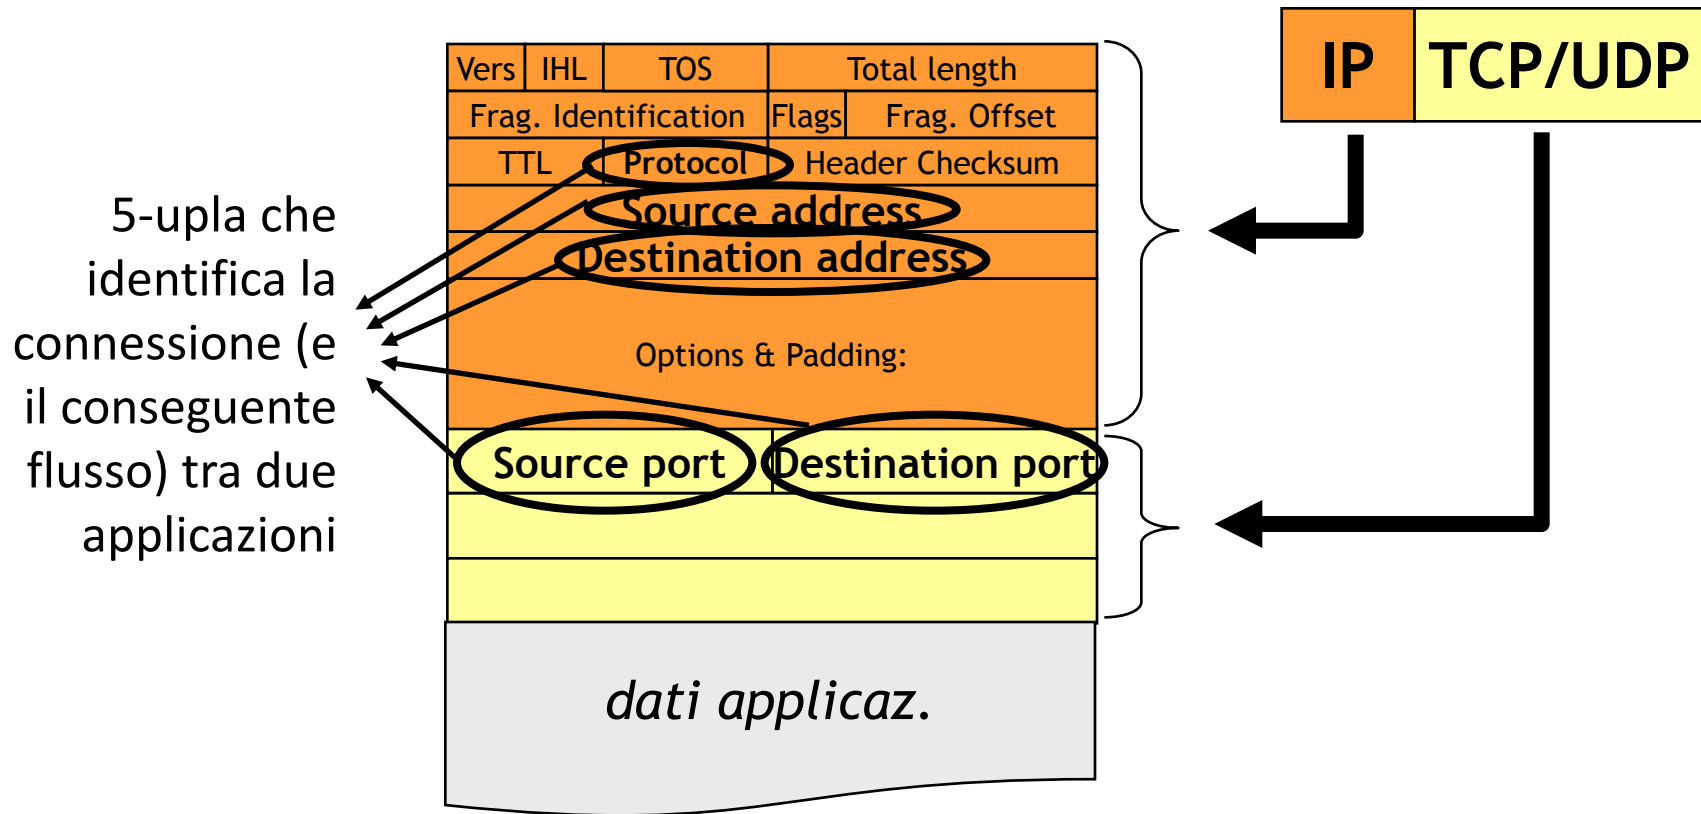 IP TCP/UDP
Vers IHL TOS Total length
Frag. Identification Flags Frag. Offset
TTL Protocol Header Checksum
Source address
Destination address
Options & Padding:
Source port Destination port
dati applicaz.
5-upla che
identifica la
connessione (e
il conseguente
flusso) tra due
applicazioni